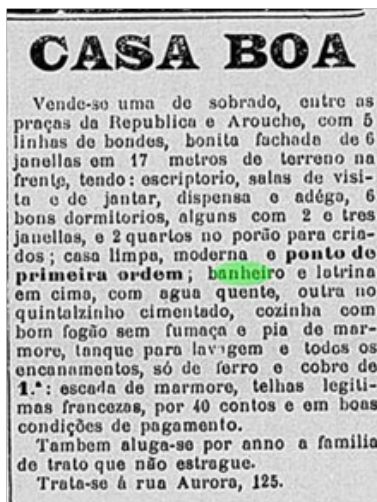 CASA BOA
Vende-se uma de sobrado, entre as
praças da Republica e Arouche, com 5
linhas de bondes, bonita fachada de 6
janellas em 17 metros de terreno na
frente, tendo: escriptorio, salas de visi-
ta e de jantar, dispensa e adéga, 6
bons dormitorios, alguns com 2 e tres
janellas, e 2 quartos no porão para cria-
dos; casa limpa, moderna e ponto de
primeira ordem; banheiro e latrina
em cima, com agua quente, outra no
quintalzinho cimentado, cozinha com
bom fogão sem fumaça e pia de mar-
more, tanque para lavagem e todos os
encanamentos, só de ferro e cobre de
1.ª: escada de marmore, telhas legiti-
mas francezas, por 40 contos e em boas
condições de pagamento.
Tambem aluga-se por anno a familia
de trato que não estrague.
Trata-se á rua Aurora, 125.